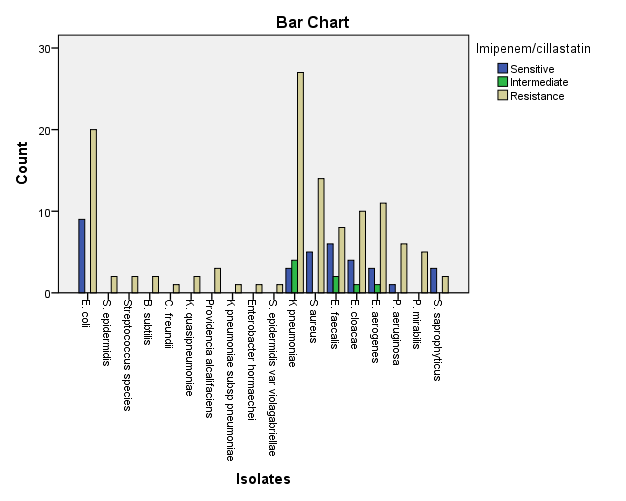 Bar Chart
Imipenem/cillastatin
Sensitive
Intermediate
Resistance
30
20
10
0
Count
E. coli
S. epidermidis
Streptococcus species
B. subtilis
C. freundii
K. quasipneumoniae
Providencia alcalifaciens
K pneumoniae subsp pneumoniae
Enterobacter hormaechei
S. epidermidis var violagabriellae
K pneumoniae
S aureus
E. faecalis
E. cloacae
E. aerogenes
P. aeruginosa
P. mirabilis
S. saprophyticus
Isolates